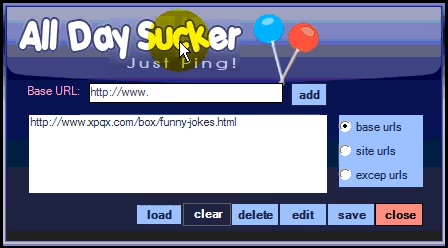 All Day Sucker
Just Ping!
Base URL: http://www. add
http://www.xpqx.com/box/funny-jokes.html
base urls
site urls
excep urls
load clear delete edit save close